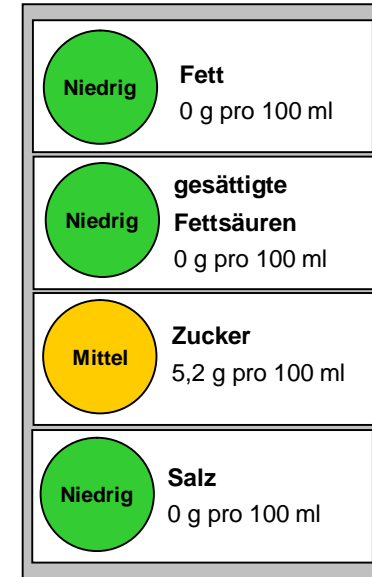 Niedrig
Fett
0 g pro 100 ml
Niedrig
gesättigte
Fettsäuren
0 g pro 100 ml
Mittel
Zucker
5,2 g pro 100 ml
Niedrig
Salz
0 g pro 100 ml